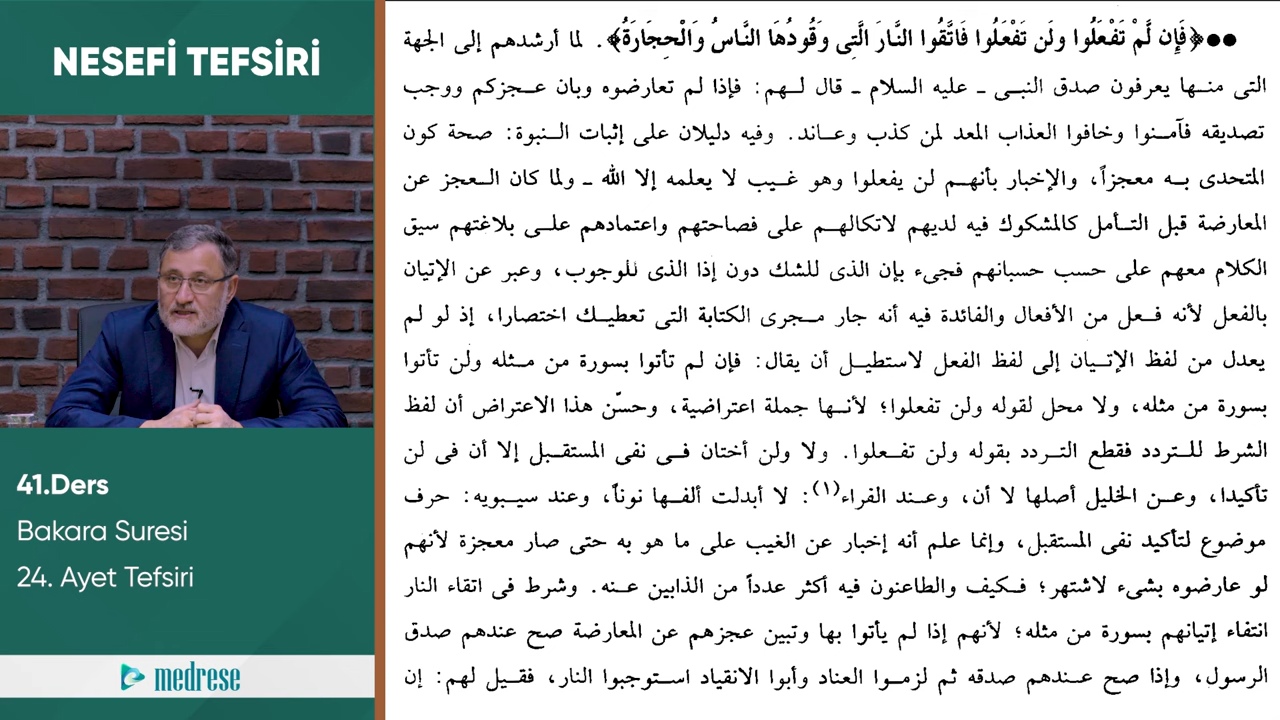 NESEFİ TEFSİRİ
41.Ders
Bakara Suresi
24. Ayet Tefsiri
medrese
●●﴿فَإِن لَّمْ تَفْعَلُوا ولَن تَفْعَلُوا فَاتَّقُوا النَّارَ الَّتِى وَقُودُهَا النَّاسُ وَالْحِجَارَةُ﴾. لما أرشدهم إلى الجهة
التى منها يعرفون صدق النبى ـ عليه السلام ـ قال لهم: فإذا لم تعارضوه وبان عجزكم ووجب
تصديقه فآمنوا وخافوا العذاب المعد لمن كذب وعاند. وفيه دليلان على إثبات النبوة: صحة كون
المتحدى به معجزاً، والإخبار بأنهم لن يفعلوا وهو غيب لا يعلمه إلا الله ـ ولما كان العجز عن
المعارضة قبل التأمل كالمشكوك فيه لديهم لاتكالهم على فصاحتهم واعتمادهم على بلاغتهم سيق
الكلام معهم على حسب حسبانهم فجىء بإن الذى للشك دون إذا الذى للوجوب، وعبر عن الإتيان
بالفعل لأنه فعل من الأفعال والفائدة فيه أنه جار مجرى الكتابة التى تعطيك اختصارا، إذ لو لم
يعدل من لفظ الإتيان إلى لفظ الفعل لاستطيل أن يقال: فإن لم تأتوا بسورة من مثله ولن تأتوا
بسورة من مثله، ولا محل لقوله ولن تفعلوا؛ لأنها جملة اعتراضية، وحسّن هذا الاعتراض أن لفظ
الشرط للتردد فقطع التردد بقوله ولن تفعلوا. ولا ولن أختان فى نفى المستقبل إلا أن فى لن
تأكيدا، وعن الخليل أصلها لا أن، وعند الفراء(١): لا أبدلت ألفها نوناً، وعند سيبويه: حرف
موضوع لتأكيد نفى المستقبل، وإنما علم أنه إخبار عن الغيب على ما هو به حتى صار معجزة لأنهم
لو عارضوه بشىء لاشتهر؛ فكيف والطاعنون فيه أكثر عدداً من الذابين عنه. وشرط فى اتقاء النار
انتفاء إتيانهم بسورة من مثله؛ لأنهم إذا لم يأتوا بها وتبين عجزهم عن المعارضة صح عندهم صدق
الرسول، وإذا صح عندهم صدقه ثم لزموا العناد وأبوا الانقياد استوجبوا النار، فقيل لهم: إن